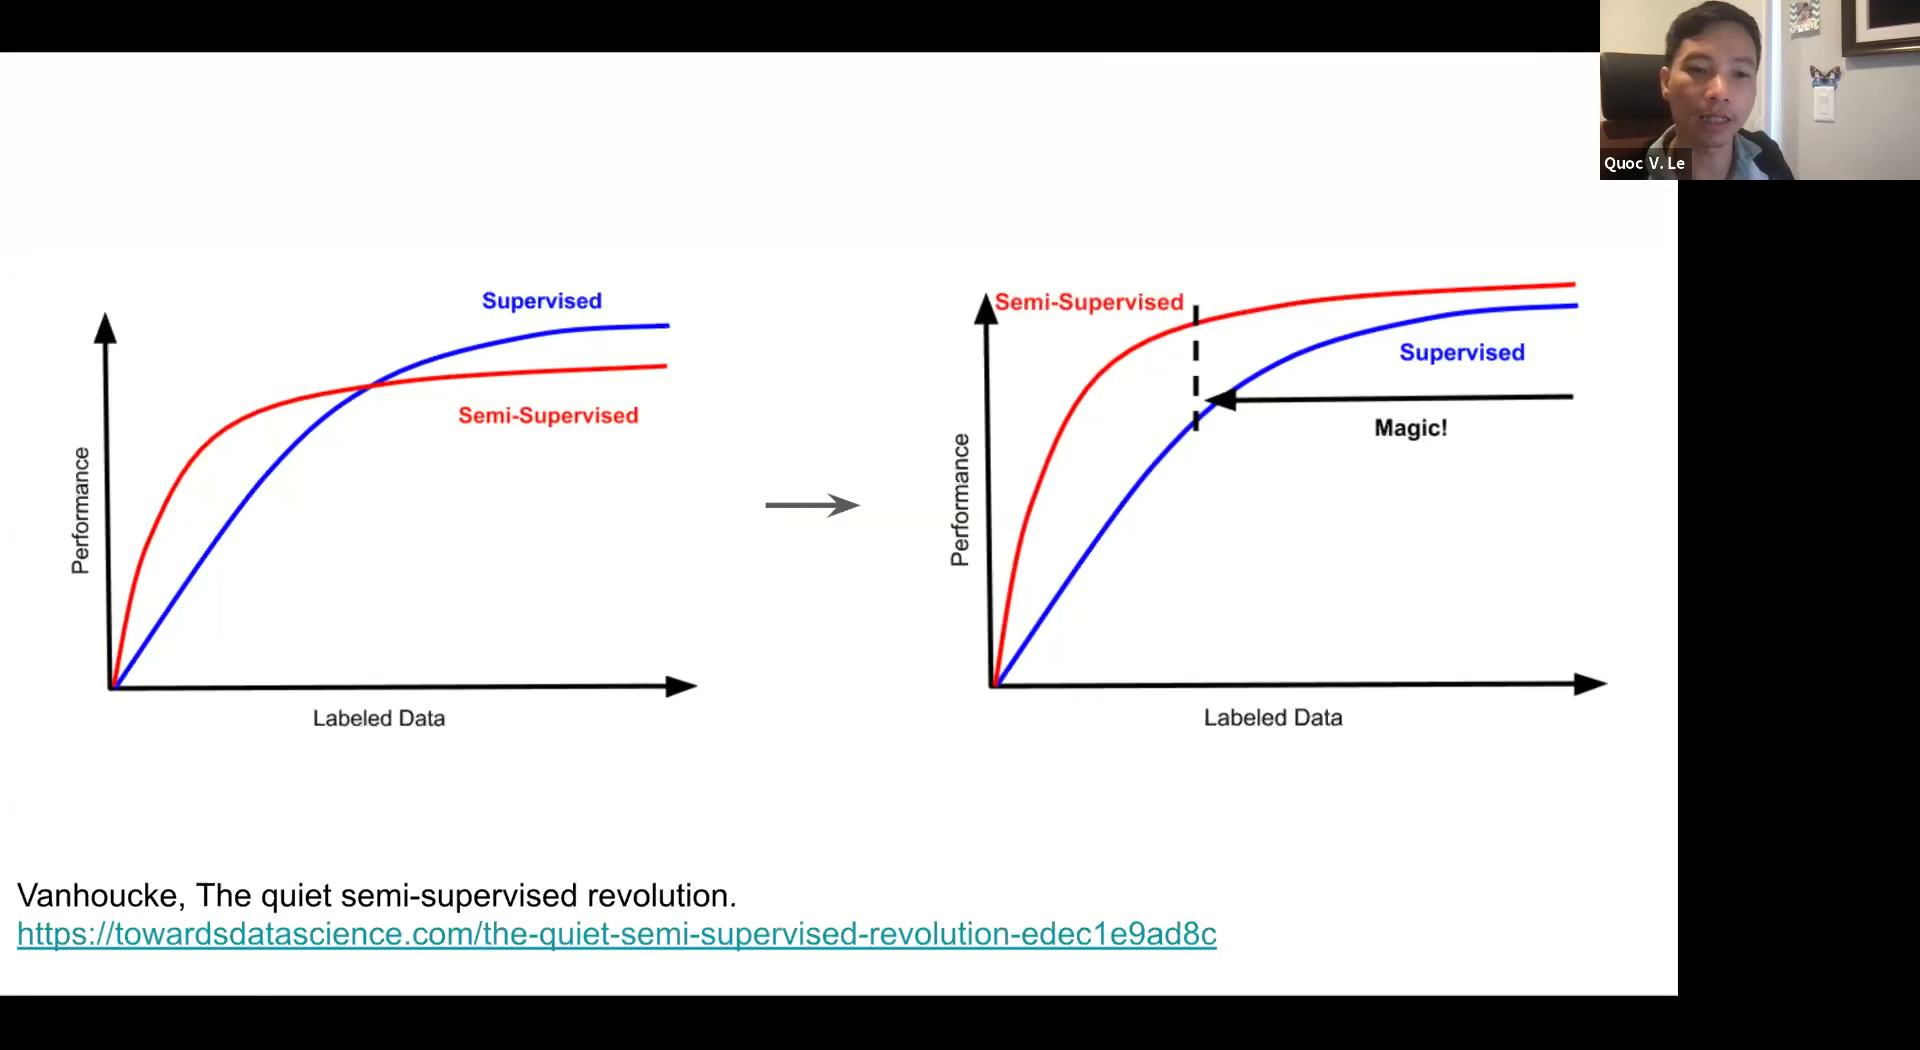 Quoc V. Le
Supervised
Semi-Supervised
Performance
Labeled Data
Semi-Supervised
Supervised
Magic!
Performance
Labeled Data
Vanhoucke, The quiet semi-supervised revolution.
https://towardsdatascience.com/the-quiet-semi-supervised-revolution-edec1e9ad8c